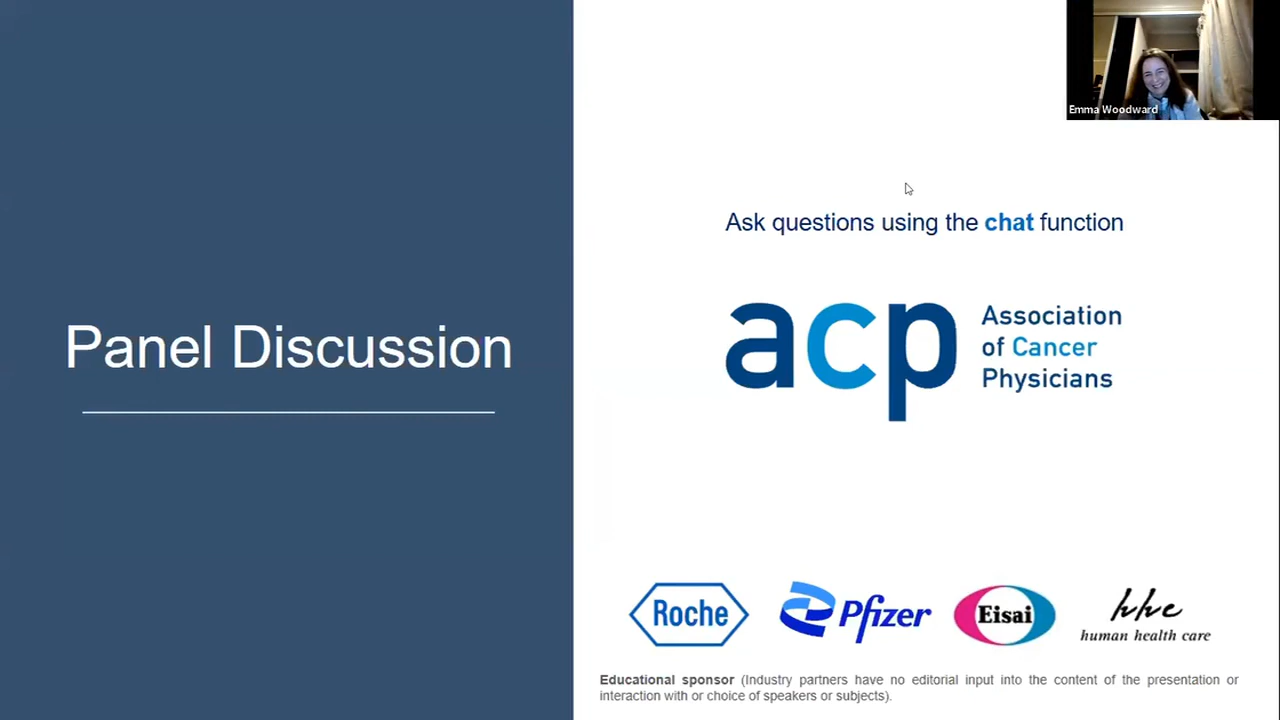 Emma Woodward
Ask questions using the chat function
Panel Discussion
acp
Association
of Cancer
Physicians
Roche
Pfizer
Eisai
hhc
human health care
Educational sponsor (Industry partners have no editorial input into the content of the presentation or
interaction with or choice of speakers or subjects).